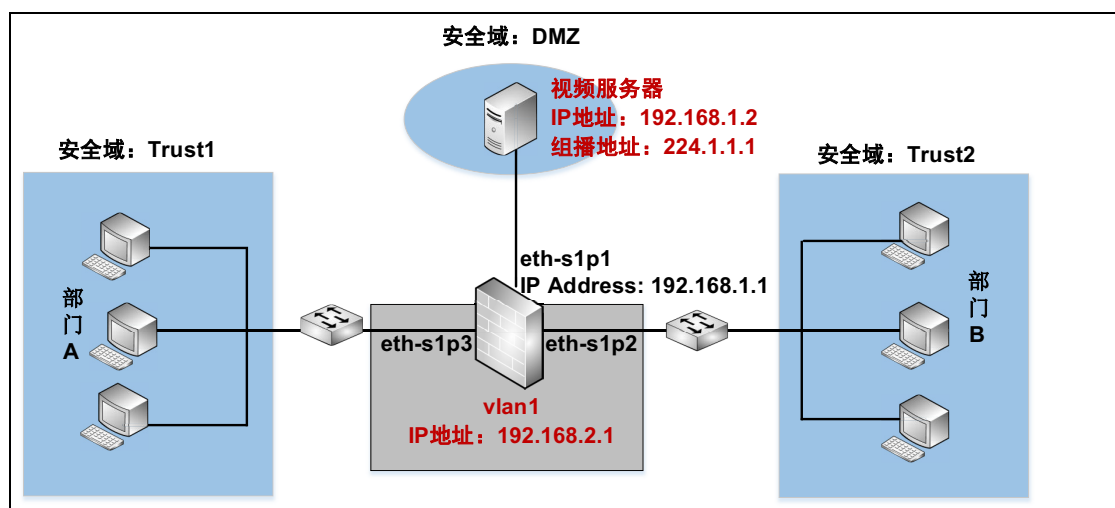 安全域：DMZ
视频服务器
IP地址：192.168.1.2
组播地址：224.1.1.1
安全域：Trust1
安全域：Trust2
部门A
部门B
eth-s1p1
IP Address: 192.168.1.1
eth-s1p3
eth-s1p2
vlan1
IP地址：192.168.2.1